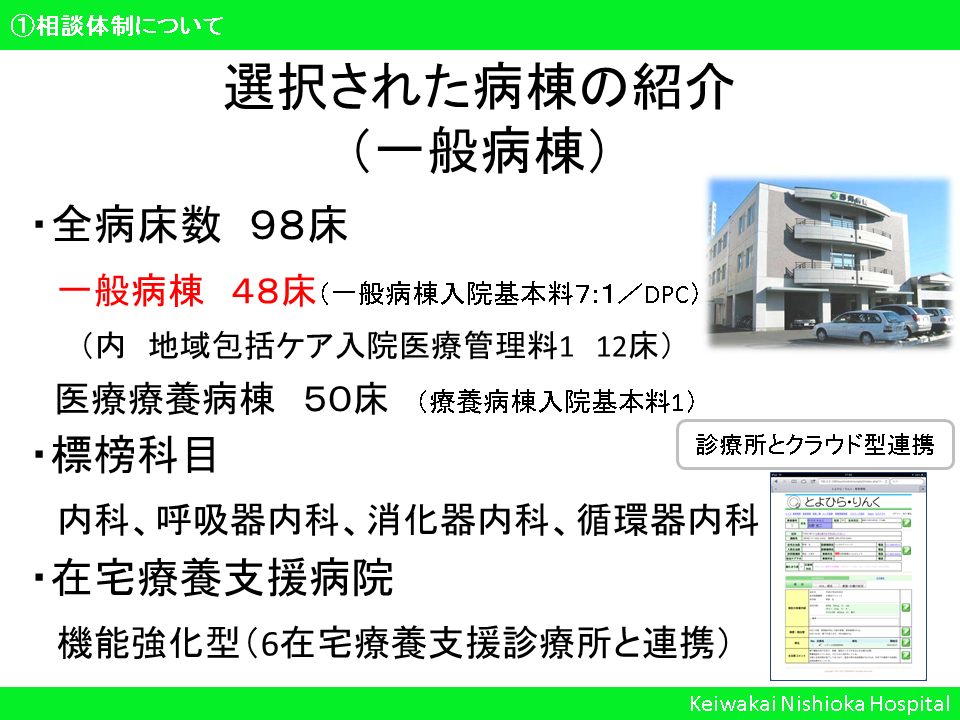 ①相談体制について
選択された病棟の紹介
（一般病棟）
・全病床数　９８床
一般病棟　４８床（一般病棟入院基本料７:１／DPC）
（内　地域包括ケア入院医療管理料1　12床）
医療療養病棟　５０床　（療養病棟入院基本料1）
・標榜科目
診療所とクラウド型連携
とよひら・りんく
内科、呼吸器内科、消化器内科、循環器内科
・在宅療養支援病院
機能強化型（6在宅療養支援診療所と連携）
Keiwakai Nishioka Hospital